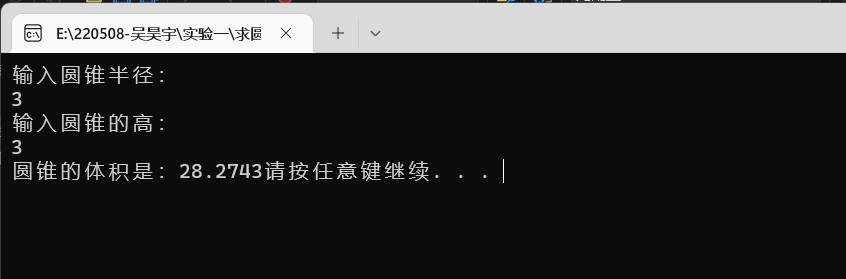 E:\220508-吴昊宇\实验一\求圆
输入圆锥半径：
3
输入圆锥的高：
3
圆锥的体积是：28.2743请按任意键继续. . .